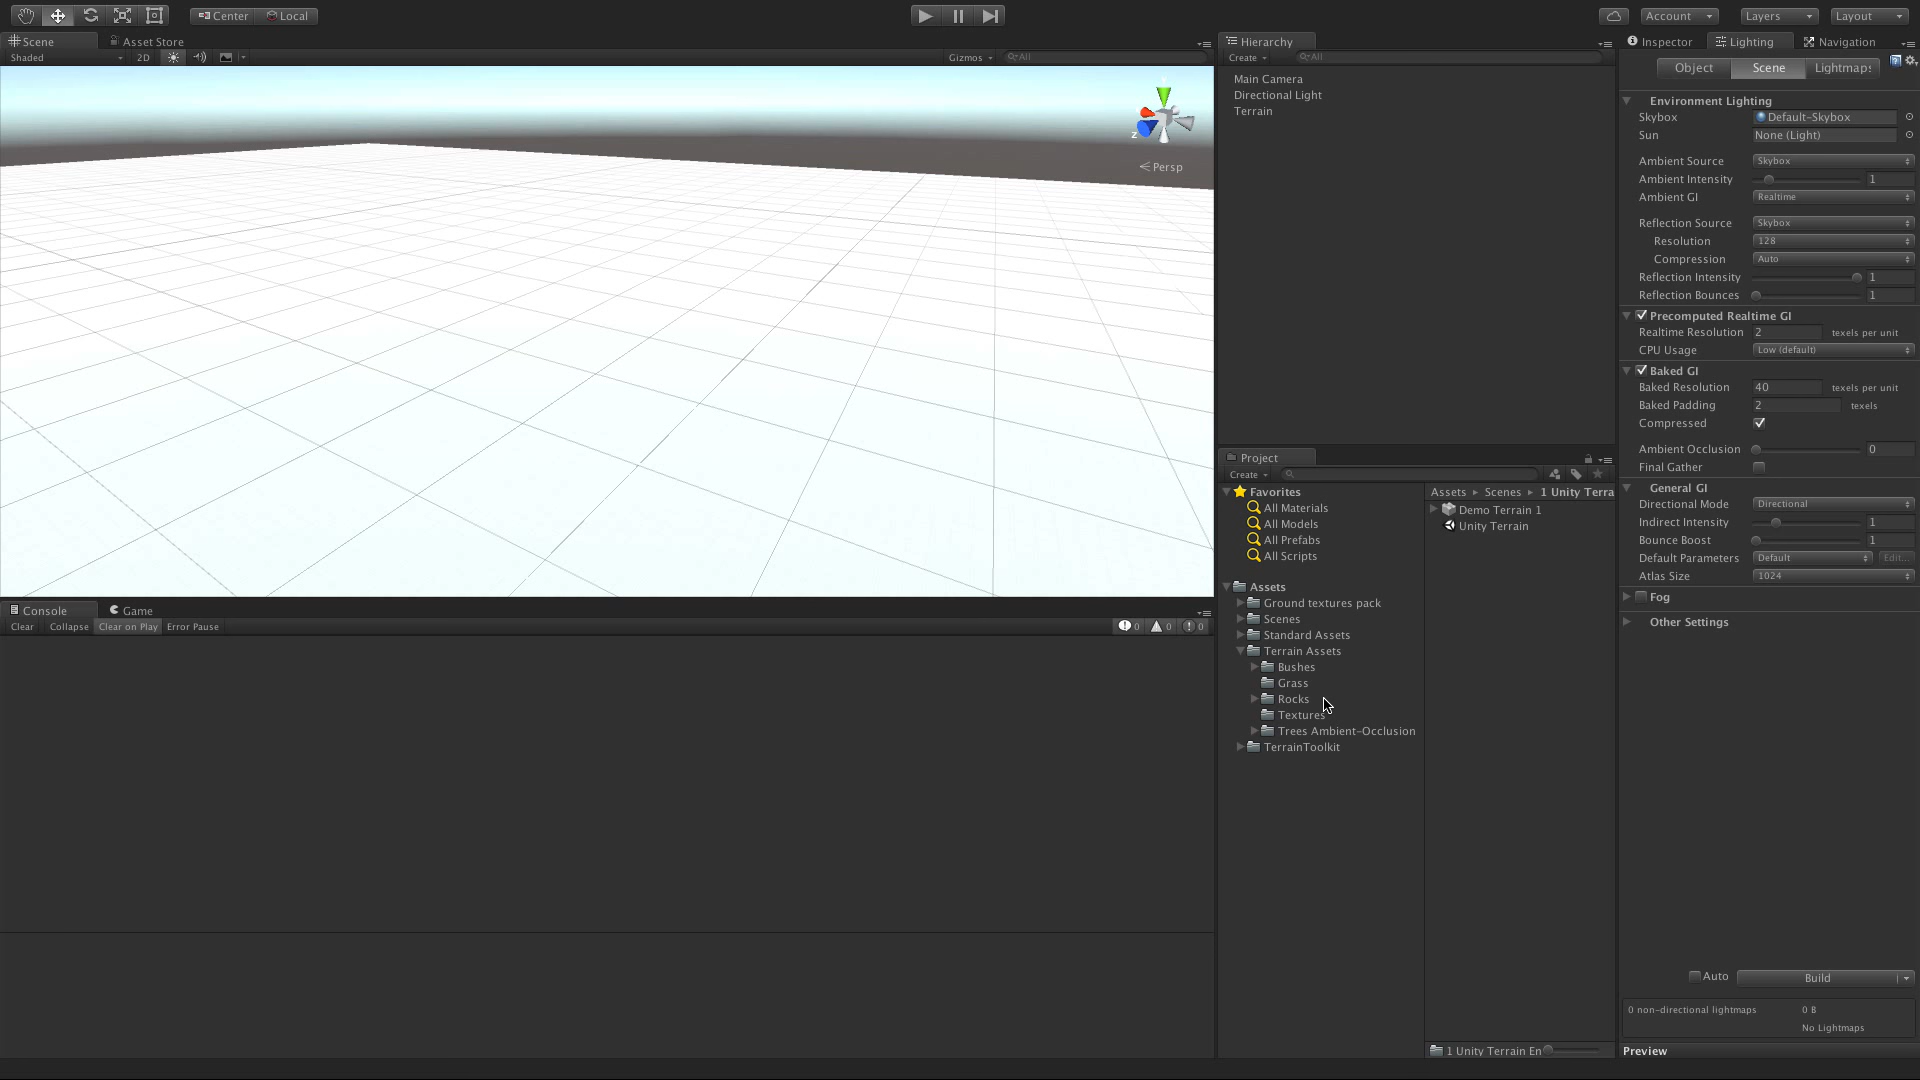 Center Local
Account Layers Layout
Scene Asset Store
Shaded 2D Gizmos All
Persp
z
Console Game
Clear Collapse Clear on Play Error Pause 0 0 0
Hierarchy
Create All
Main Camera
Directional Light
Terrain
Project
Create
Favorites
All Materials
All Models
All Prefabs
All Scripts
Assets
Ground textures pack
Scenes
Standard Assets
Terrain Assets
Bushes
Grass
Rocks
Textures
Trees Ambient-Occlusion
TerrainToolkit
Assets Scenes 1 Unity Terra
Demo Terrain 1
Unity Terrain
1 Unity Terrain En
Inspector Lighting Navigation
Object Scene Lightmaps
Environment Lighting
Skybox Default-Skybox
Sun None (Light)
Ambient Source Skybox
Ambient Intensity 1
Ambient GI Realtime
Reflection Source Skybox
Resolution 128
Compression Auto
Reflection Intensity 1
Reflection Bounces 1
Precomputed Realtime GI
Realtime Resolution 2 texels per unit
CPU Usage Low (default)
Baked GI
Baked Resolution 40 texels per unit
Baked Padding 2 texels
Compressed
Ambient Occlusion 0
Final Gather
General GI
Directional Mode Directional
Indirect Intensity 1
Bounce Boost 1
Default Parameters Default Edit...
Atlas Size 1024
Fog
Other Settings
Auto Build
0 non-directional lightmaps 0 B
No Lightmaps
Preview